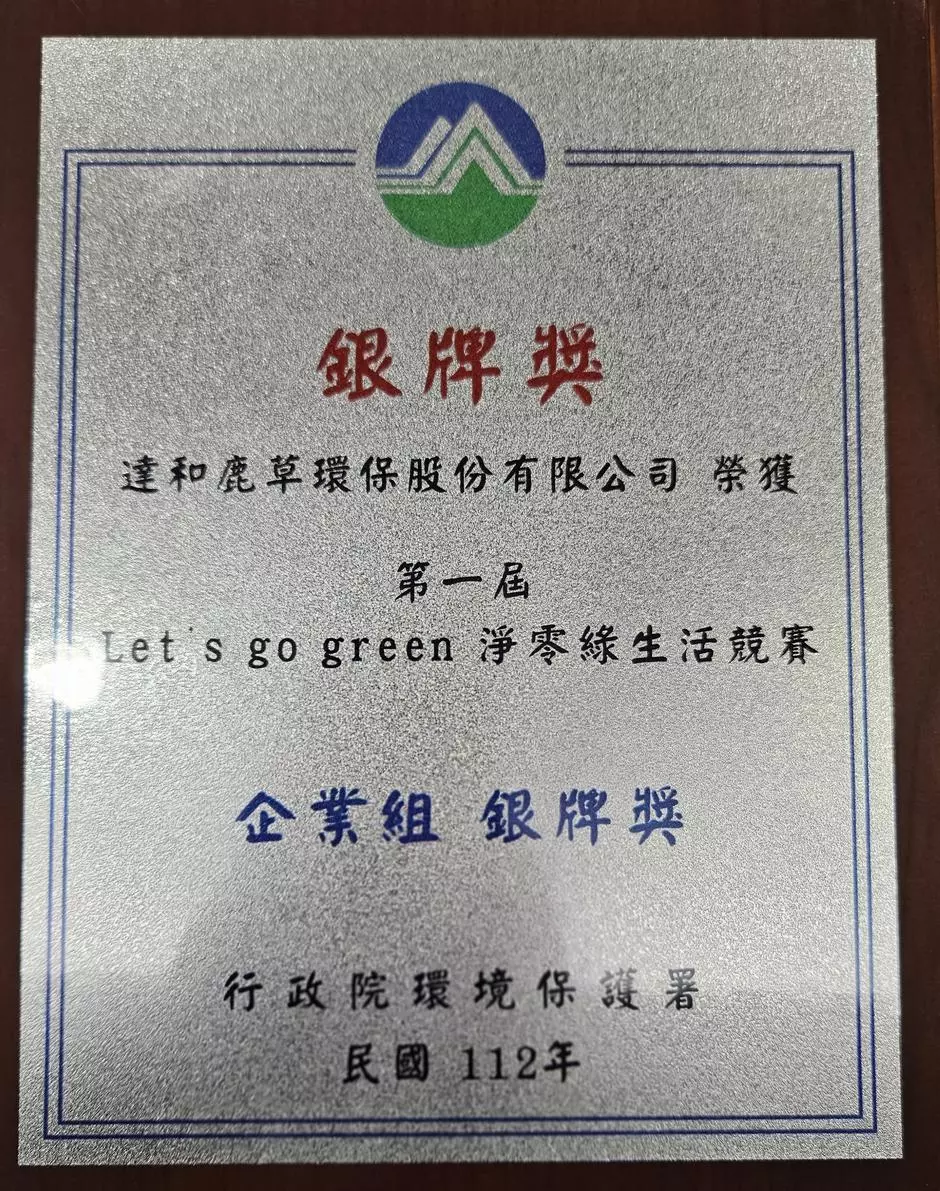 銀牌獎
達和鹿草環保股份有限公司 榮獲
第一屆
Let's go green 淨零綠生活競賽
企業組 銀牌獎
行政院環境保護署
民國 112年